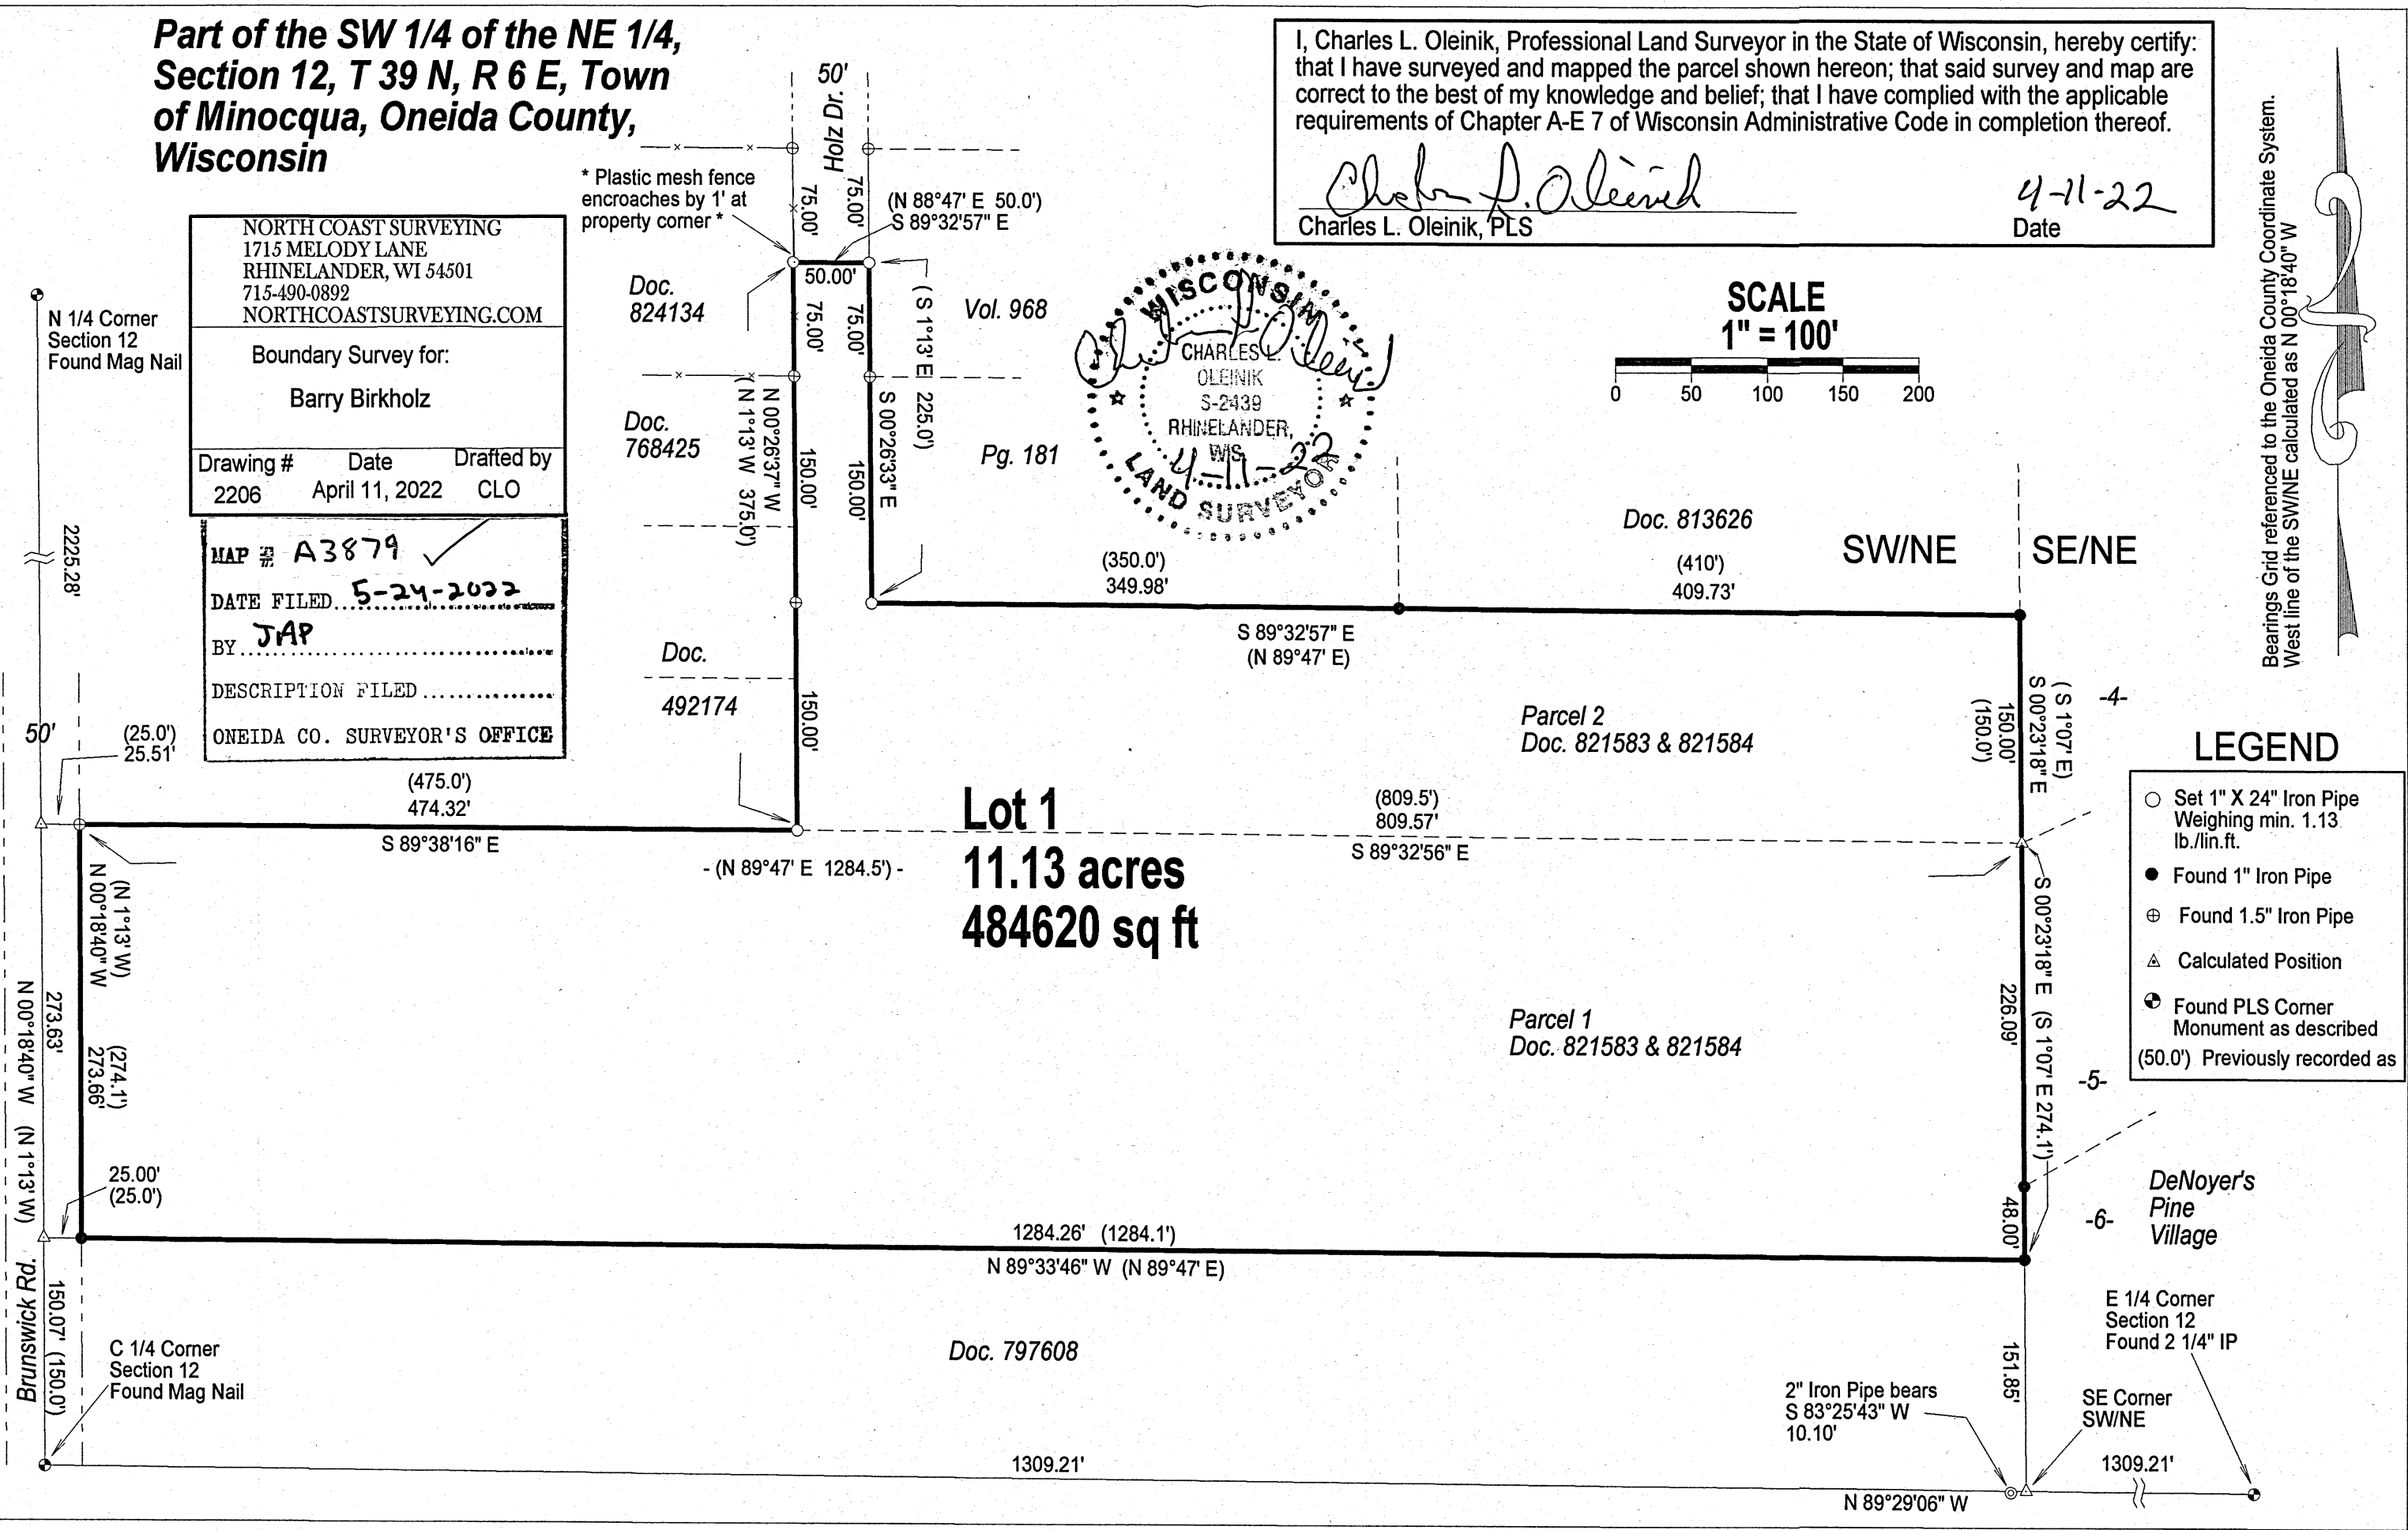 Part of the SW 1/4 of the NE 1/4,
Section 12, T 39 N, R 6 E, Town
of Minocqua, Oneida County,
Wisconsin
I, Charles L. Oleinik, Professional Land Surveyor in the State of Wisconsin, hereby certify:
that I have surveyed and mapped the parcel shown hereon; that said survey and map are
correct to the best of my knowledge and belief; that I have complied with the applicable
requirements of Chapter A-E 7 of Wisconsin Administrative Code in completion thereof.
4-11-22
Charles L. Oleinik, PLS
Date
Bearings Grid referenced to the Oneida County Coordinate System.
West line of the SW/NE calculated as N 00°18'40" W
NORTH COAST SURVEYING
1715 MELODY LANE
RHINELANDER, WI 54501
715-490-0892
NORTHCOASTSURVEYING.COM
Boundary Survey for:
Barry Birkholz
Drawing # Date Drafted by
2206 April 11, 2022 CLO
MAP # A3879
DATE FILED 5-24-2022
BY JAP
DESCRIPTION FILED
ONEIDA CO. SURVEYOR'S OFFICE
N 1/4 Corner
Section 12
Found Mag Nail
2225.28'
50'
Holz Dr.
75.00'
75.00'
* Plastic mesh fence
encroaches by 1' at
property corner *
(N 88°47' E 50.0')
S 89°32'57" E
50.00'
75.00'
75.00'
Doc.
824134
Vol. 968
(S 1°13' E 225.0')
S 00°26'33" E
Doc.
768425
N 00°26'37" W
(N 1°13' W 375.0')
150.00'
150.00'
Pg. 181
WISCONSIN
CHARLES L.
OLEINIK
S-2439
RHINELANDER,
WIS.
4-11-22
LAND SURVEYOR
SCALE
1" = 100'
0 50 100 150 200
Doc. 813626
SW/NE
SE/NE
(350.0')
349.98'
(410')
409.73'
S 89°32'57" E
(N 89°47' E)
Doc.
492174
150.00'
Parcel 2
Doc. 821583 & 821584
(S 1°07' E)
S 00°23'18" E
150.00'
(150.0')
-4-
50'
(25.0')
25.51'
(475.0')
474.32'
S 89°38'16" E
- (N 89°47' E 1284.5') -
Lot 1
11.13 acres
484620 sq ft
(809.5')
809.57'
S 89°32'56" E
LEGEND
Set 1" X 24" Iron Pipe
Weighing min. 1.13
lb./lin.ft.
Found 1" Iron Pipe
Found 1.5" Iron Pipe
Calculated Position
Found PLS Corner
Monument as described
(50.0') Previously recorded as
(N 1°13' W)
N 00°18'40" W
(274.1')
273.66'
273.63'
N 00°18'40" W (N 1°13' W)
Parcel 1
Doc. 821583 & 821584
S 00°23'18" E (S 1°07' E 274.1')
226.09'
-5-
48.00'
-6-
DeNoyer's
Pine
Village
25.00'
(25.0')
1284.26' (1284.1')
N 89°33'46" W (N 89°47' E)
Brunswick Rd.
150.07' (150.0')
C 1/4 Corner
Section 12
Found Mag Nail
Doc. 797608
151.85'
2" Iron Pipe bears
S 83°25'43" W
10.10'
E 1/4 Corner
Section 12
Found 2 1/4" IP
SE Corner
SW/NE
1309.21'
1309.21'
N 89°29'06" W